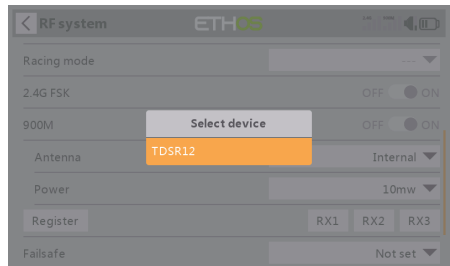 RF system
ETHOS
Racing mode
---
2.4G FSK
OFF ON
900M
OFF ON
Select device
TDSR12
Antenna
Internal
Power
10mw
Register
RX1 RX2 RX3
Failsafe
Not set